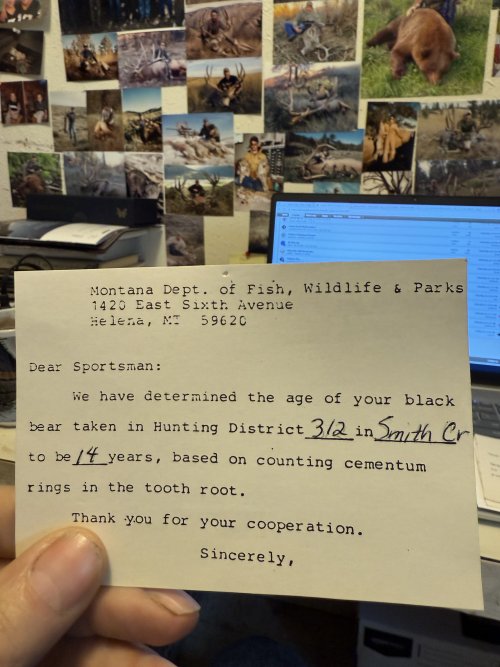 Montana Dept. of Fish, Wildlife & Parks
1420 East Sixth Avenue
Helena, MT 59620
Dear Sportsman:
We have determined the age of your black
bear taken in Hunting District 312 in Smith Cr
to be 14 years, based on counting cementum
rings in the tooth root.
Thank you for your cooperation.
Sincerely,